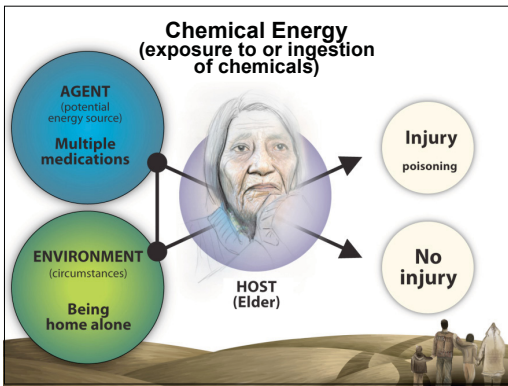 Chemical Energy
(exposure to or ingestion
of chemicals)
AGENT
(potential
energy source)
Multiple
medications
ENVIRONMENT
(circumstances)
Being
home alone
HOST
(Elder)
Injury
poisoning
No
injury